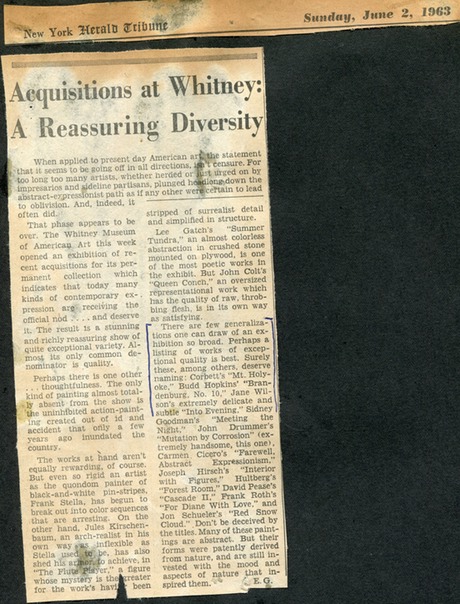 New York Herald Tribune
Sunday, June 2, 1963
Acquisitions at Whitney:
A Reassuring Diversity
When applied to present day American art, the statement
that it seems to be going off in all directions, isn't censure. For
too long too many artists, whether herded or urged on by
impresarios and sideline partisans, plunged headlong down the
abstract-expressionist path as if any other were certain to lead
to oblivion. And, indeed, it
often did.
That phase appears to be
over. The Whitney Museum
of American Art this week
opened an exhibition of re-
cent acquisitions for its per-
manent collection which
indicates that today many
kinds of contemporary ex-
pression are receiving the
official nod . . . and deserve
it. The result is a stunning
and richly reassuring show of
quite exceptional variety. Al-
most its only common de-
nominator is quality.
Perhaps there is one other
. . . thoughtfulness. The only
kind of painting almost total-
ly absent from the show is
the uninhibited action-paint-
ing created out of id and
accident that only a few
years ago inundated the
country.
The works at hand aren't
equally rewarding, of course.
But even so rigid an artist
as the quondam painter of
black-and-white pin-stripes,
Frank Stella, has begun to
break out into color sequences
that are arresting. On the
other hand, Jules Kirschen-
baum, an arch-realist in his
own way as inflexible as
Stella used to be, has also
shed his armor to achieve, in
"The Flute Player," a figure
whose mystery is the greater
for the work's having been
stripped of surrealist detail
and simplified in structure.
Lee Gatch's "Summer
Tundra," an almost colorless
abstraction in crushed stone
mounted on plywood, is one
of the most poetic works in
the exhibit. But John Colt's
"Queen Conch," an oversized
representational work which
has the quality of raw, throb-
bing flesh, is in its own way
as satisfying.
There are few generaliza-
tions one can draw of an ex-
hibition so broad. Perhaps a
listing of works of excep-
tional quality is best. Surely
these, among others, deserve
naming: Corbett's "Mt. Holy-
oke," Budd Hopkins' "Bran-
denburg, No. 10," Jane Wil-
son's extremely delicate and
subtle "Into Evening," Sidney
Goodman's "Meeting the
Night," John Drummer's
"Mutation by Corrosion" (ex-
tremely handsome, this one),
Carmen Cicero's "Farewell,
Abstract Expressionism,"
Joseph Hirsch's "Interior
with Figures," Hultberg's
"Forest Room," David Pease's
"Cascade II," Frank Roth's
"For Diane With Love," and
Jon Schueler's "Red Snow
Cloud." Don't be deceived by
the titles. Many of these paint-
ings are abstract. But their
forms were patently derived
from nature, and are still in-
vested with the mood and
aspects of nature that in-
spired them. E. G.